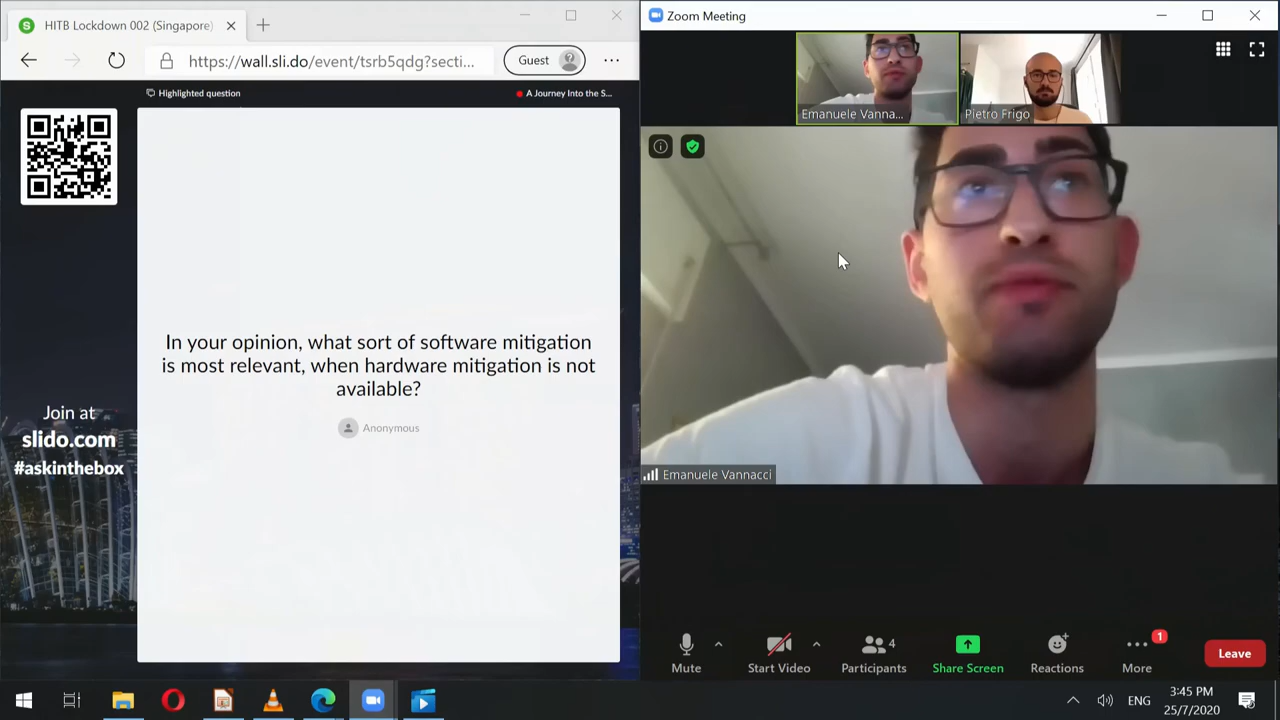 HITB Lockdown 002 (Singapore)
https://wall.sli.do/event/tsrb5qdg?secti...
Guest
Highlighted question
A Journey Into the S...
In your opinion, what sort of software mitigation
is most relevant, when hardware mitigation is not
available?
Anonymous
Join at
slido.com
#askinthebox
Zoom Meeting
Emanuele Vanna...
Pietro Frigo
Emanuele Vannacci
Mute
Start Video
4
Participants
Share Screen
Reactions
1
More
Leave
ENG
3:45 PM
25/7/2020